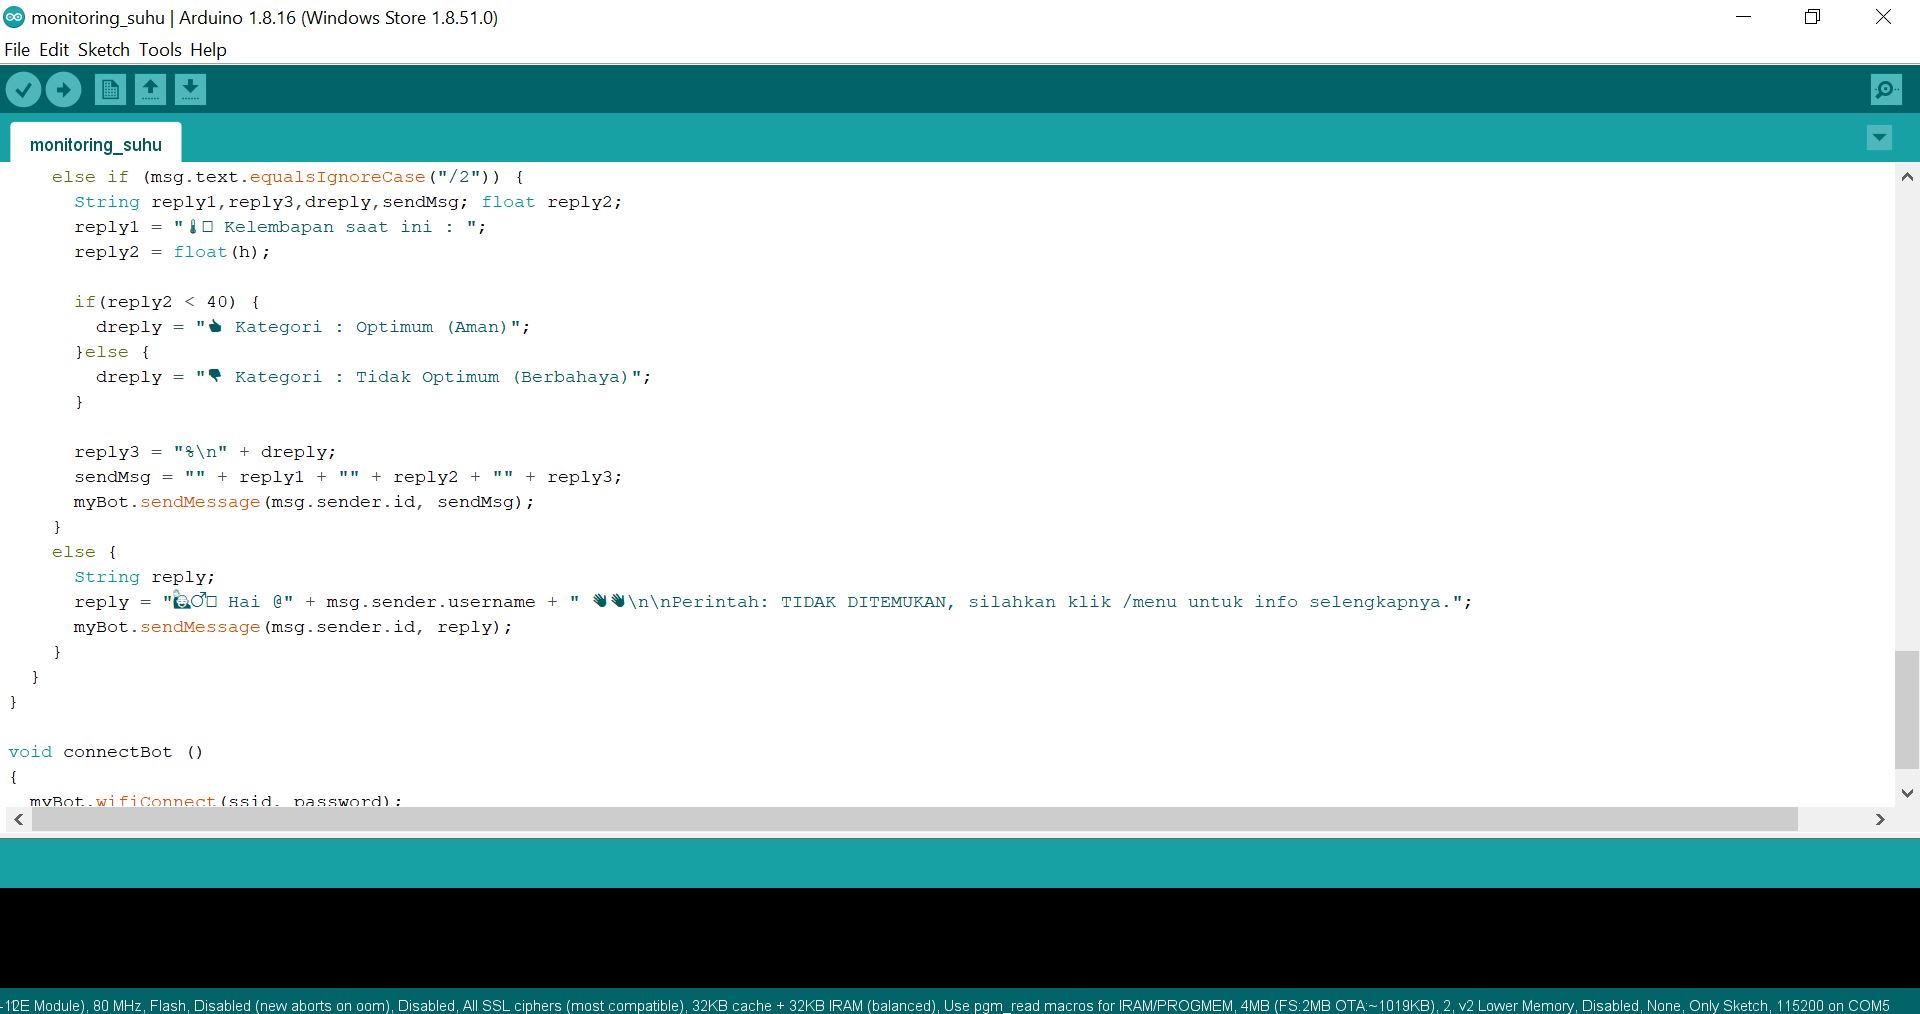 monitoring_suhu | Arduino 1.8.16 (Windows Store 1.8.51.0)
File Edit Sketch Tools Help
monitoring_suhu
else if (msg.text.equalsIgnoreCase("/2")) {
String reply1,reply3,dreply,sendMsg; float reply2;
reply1 = "🌡□ Kelembapan saat ini : ";
reply2 = float(h);
if(reply2 < 40) {
dreply = "👍 Kategori : Optimum (Aman)";
}else {
dreply = "👎 Kategori : Tidak Optimum (Berbahaya)";
}
reply3 = "%\n" + dreply;
sendMsg = "" + reply1 + "" + reply2 + "" + reply3;
myBot.sendMessage(msg.sender.id, sendMsg);
}
else {
String reply;
reply = "🙋♂□ Hai @" + msg.sender.username + " 👋👋\n\nPerintah: TIDAK DITEMUKAN, silahkan klik /menu untuk info selengkapnya.";
myBot.sendMessage(msg.sender.id, reply);
}
}
}
void connectBot ()
{
myBot.wifiConnect(ssid, password);
-12E Module), 80 MHz, Flash, Disabled (new aborts on oom), Disabled, All SSL ciphers (most compatible), 32KB cache + 32KB IRAM (balanced), Use pgm_read macros for IRAM/PROGMEM, 4MB (FS:2MB OTA:~1019KB), 2, v2 Lower Memory, Disabled, None, Only Sketch, 115200 on COM5